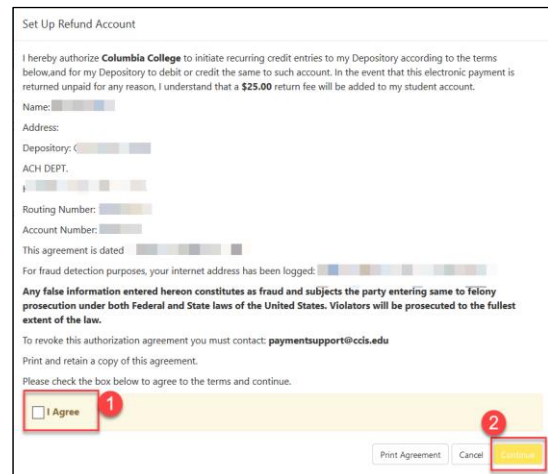 Set Up Refund Account
I hereby authorize Columbia College to initiate recurring credit entries to my Depository according to the terms
below,and for my Depository to debit or credit the same to such account. In the event that this electronic payment is
returned unpaid for any reason, I understand that a $25.00 return fee will be added to my student account.
Name:
Address:
Depository:
ACH DEPT.
Routing Number:
Account Number:
This agreement is dated
For fraud detection purposes, your internet address has been logged:
Any false information entered hereon constitutes as fraud and subjects the party entering same to felony
prosecution under both Federal and State laws of the United States. Violators will be prosecuted to the fullest
extent of the law.
To revoke this authorization agreement you must contact: paymentsupport@ccis.edu
Print and retain a copy of this agreement.
Please check the box below to agree to the terms and continue.
I Agree 1
2
Print Agreement Cancel Continue